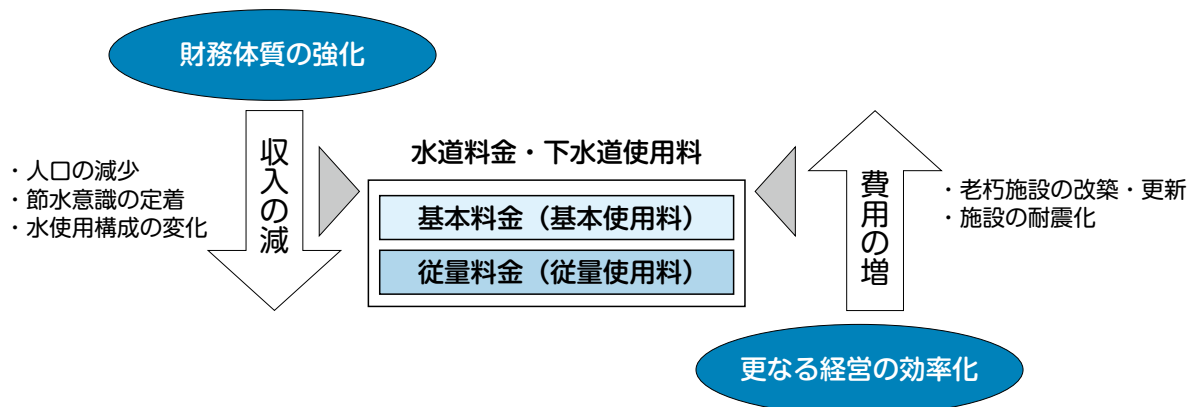 財務体質の強化
収入の減
・人口の減少
・節水意識の定着
・水使用構成の変化
水道料金・下水道使用料
基本料金（基本使用料）
従量料金（従量使用料）
費用の増
・老朽施設の改築・更新
・施設の耐震化
更なる経営の効率化